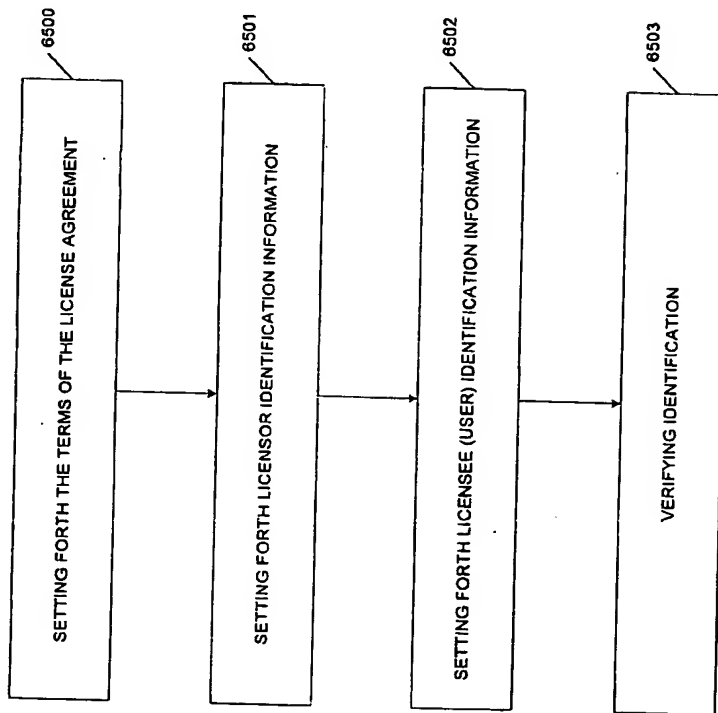 6500
SETTING FORTH THE TERMS OF THE LICENSE AGREEMENT
6501
SETTING FORTH LICENSOR IDENTIFICATION INFORMATION
6502
SETTING FORTH LICENSEE (USER) IDENTIFICATION INFORMATION
6503
VERIFYING IDENTIFICATION